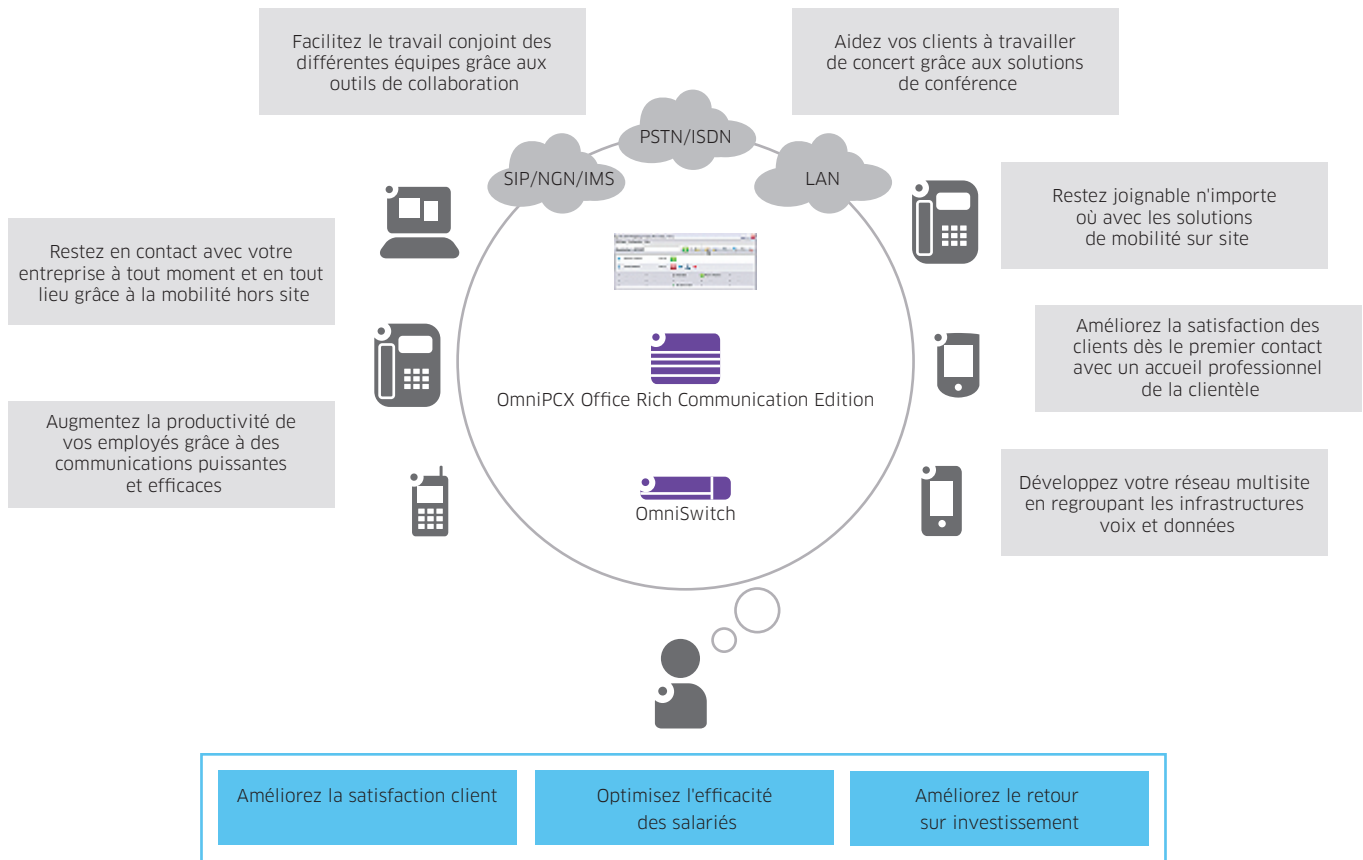 Facilitez le travail conjoint des
différentes équipes grâce aux
outils de collaboration
Aidez vos clients à travailler
de concert grâce aux solutions
de conférence
PSTN/ISDN
SIP/NGN/IMS
LAN
Restez en contact avec votre
entreprise à tout moment et en tout
lieu grâce à la mobilité hors site
Restez joignable n'importe
où avec les solutions
de mobilité sur site
Augmentez la productivité de
vos employés grâce à des
communications puissantes
et efficaces
Améliorez la satisfaction des
clients dès le premier contact
avec un accueil professionnel
de la clientèle
OmniPCX Office Rich Communication Edition
OmniSwitch
Développez votre réseau multisite
en regroupant les infrastructures
voix et données
Améliorez la satisfaction client
Optimisez l'efficacité
des salariés
Améliorez le retour
sur investissement